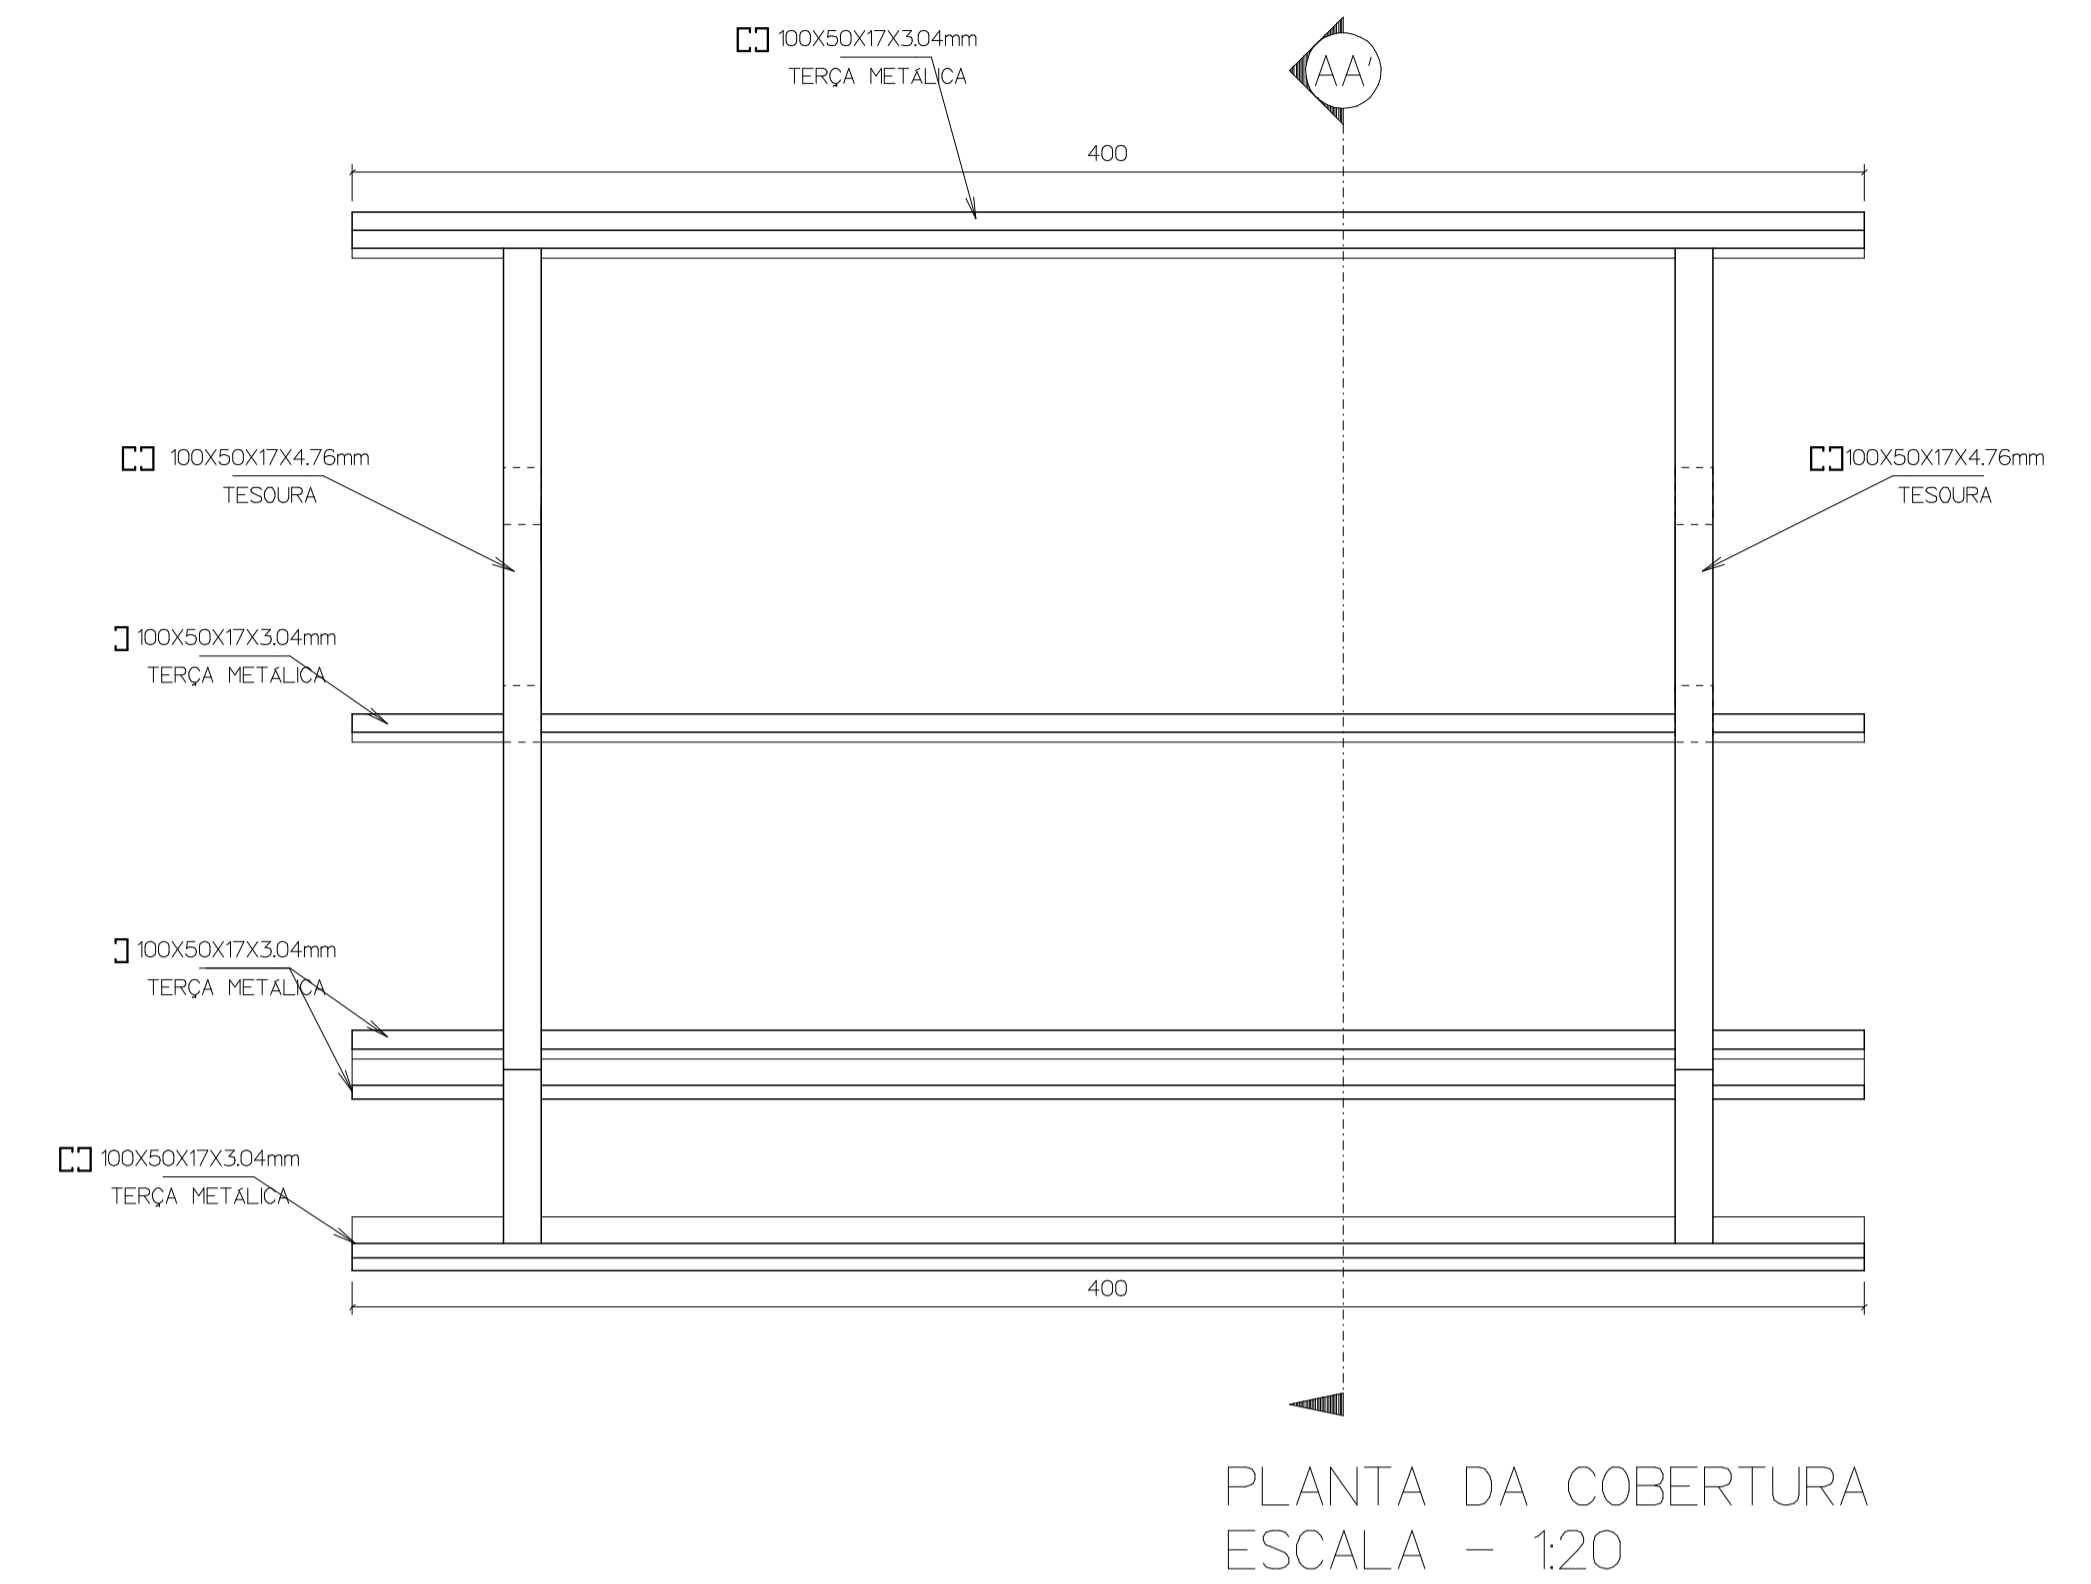 100X50X17X3.04mm
TERÇA METÁLICA
AA'
400
100X50X17X4.76mm
TESOURA
100X50X17X4.76mm
TESOURA
100X50X17X3.04mm
TERÇA METÁLICA
100X50X17X3.04mm
TERÇA METÁLICA
100X50X17X3.04mm
TERÇA METÁLICA
400
PLANTA DA COBERTURA
ESCALA - 1:20